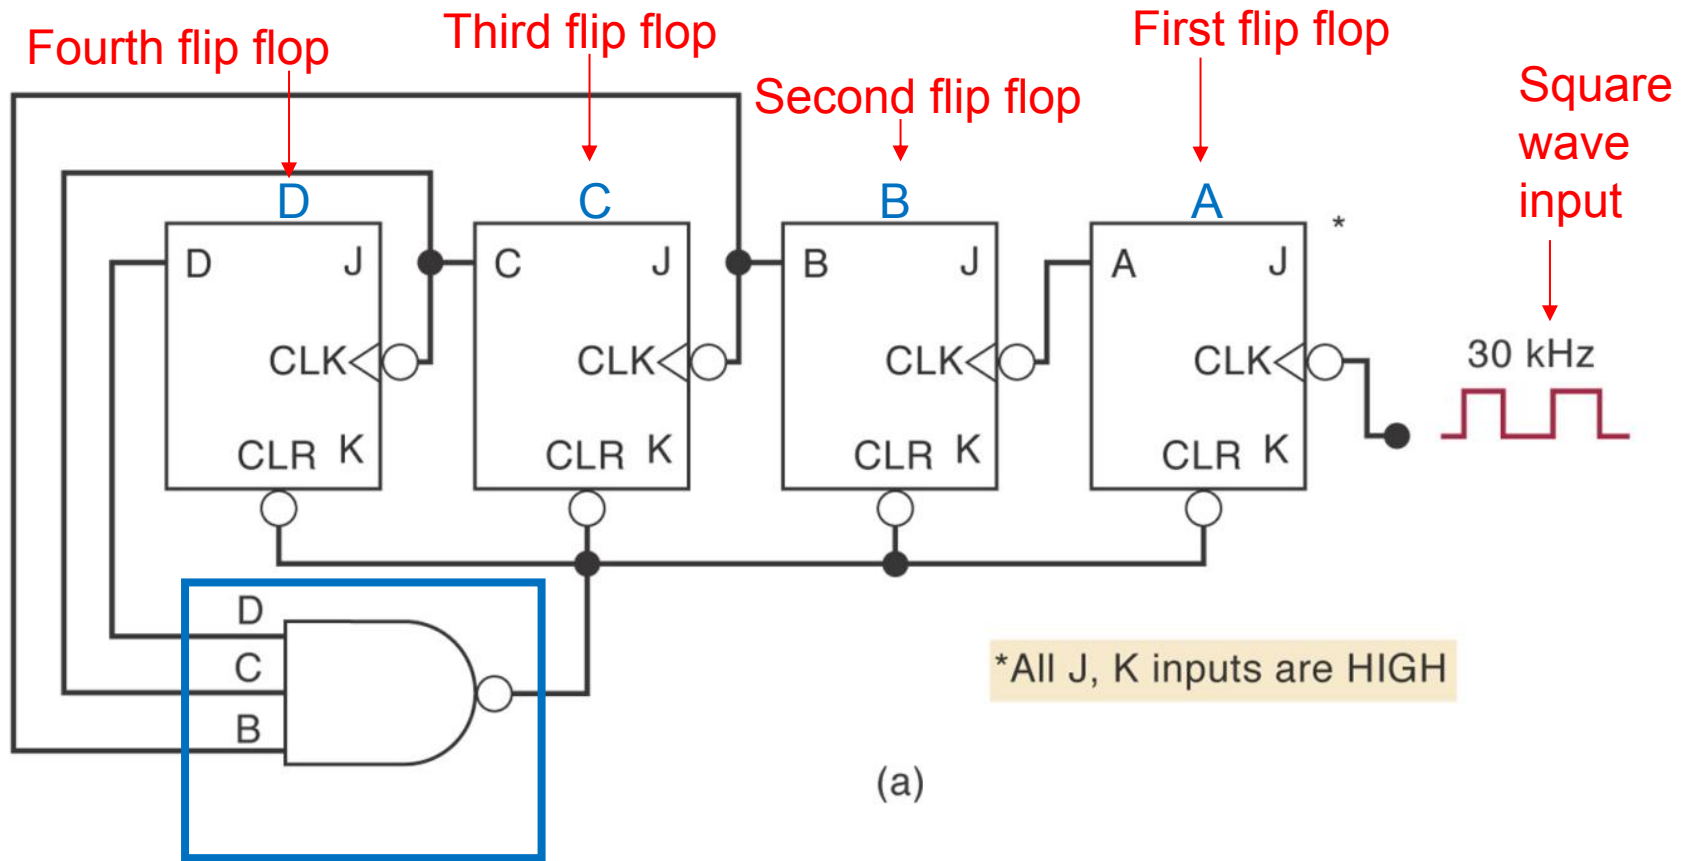 Fourth flip flop
Third flip flop
Second flip flop
First flip flop
Square
wave
input
D
C
B
A
*
D J
C J
B J
A J
CLK
CLK
CLK
CLK
30 kHz
CLR K
CLR K
CLR K
CLR K
D
C
B
*All J, K inputs are HIGH
(a)